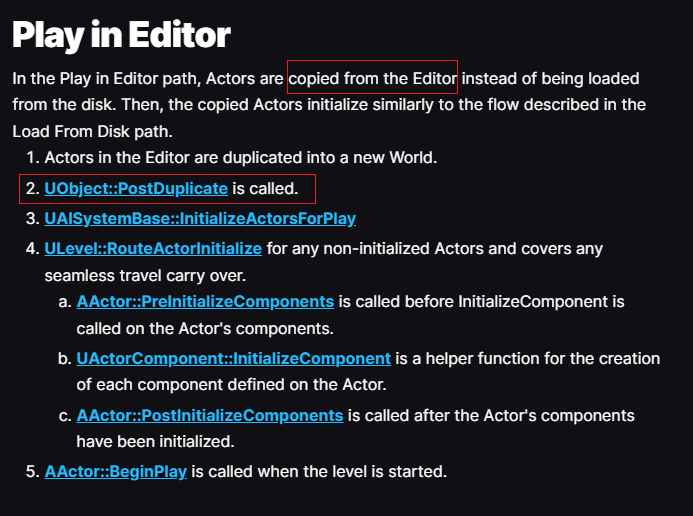 Play in Editor
In the Play in Editor path, Actors are copied from the Editor instead of being loaded
from the disk. Then, the copied Actors initialize similarly to the flow described in the
Load From Disk path.
1. Actors in the Editor are duplicated into a new World.
2. UObject::PostDuplicate is called.
3. UAISystemBase::InitializeActorsForPlay
4. ULevel::RouteActorInitialize for any non-initialized Actors and covers any
seamless travel carry over.
a. AActor::PreInitializeComponents is called before InitializeComponent is
called on the Actor's components.
b. UActorComponent::InitializeComponent is a helper function for the creation
of each component defined on the Actor.
c. AActor::PostInitializeComponents is called after the Actor's components
have been initialized.
5. AActor::BeginPlay is called when the level is started.